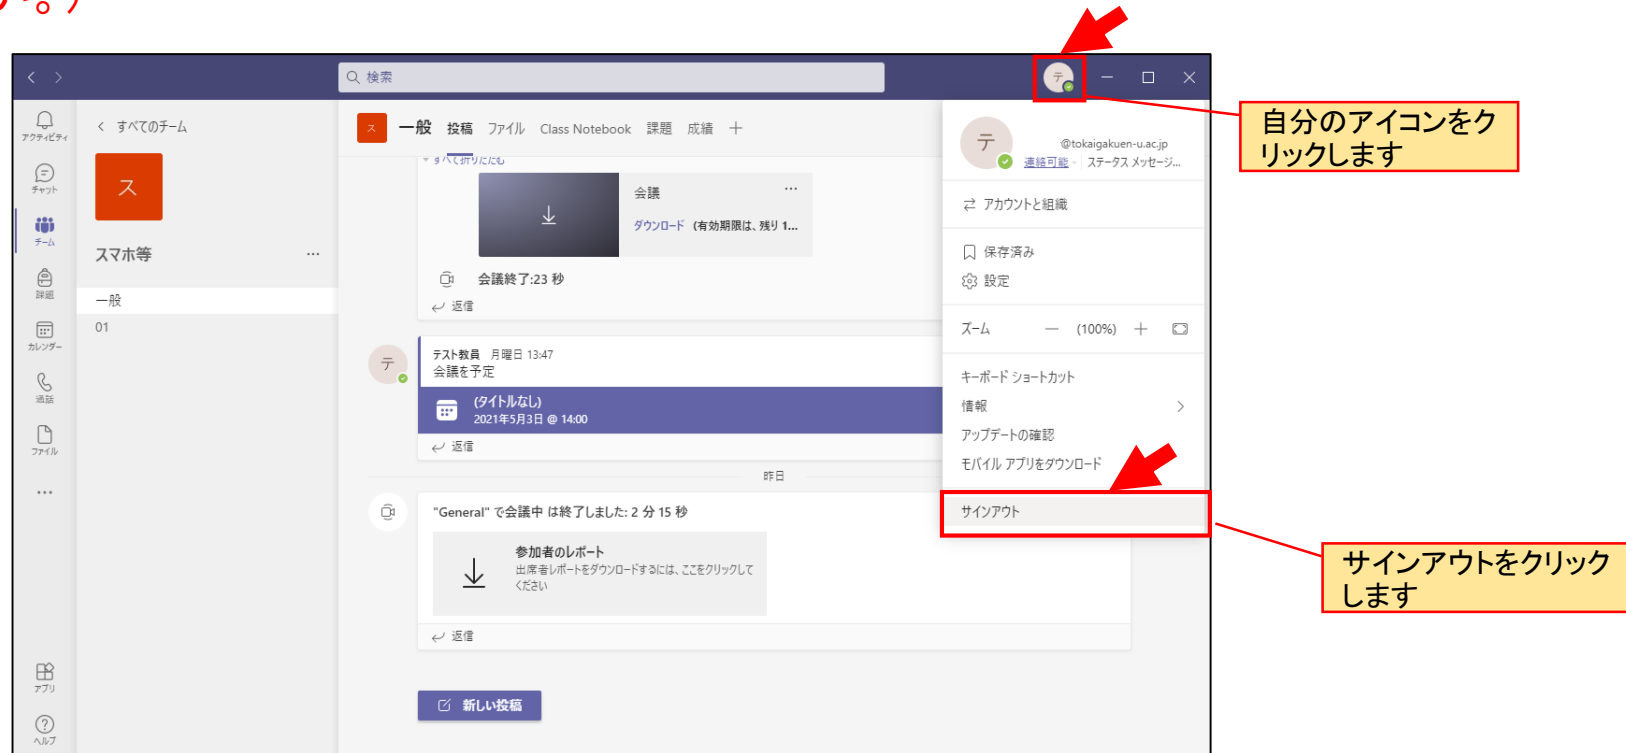 検索
自分のアイコンをク
リックします
アクティビティ
チャット
チーム
課題
カレンダー
通話
ファイル
アプリ
ヘルプ
すべてのチーム
ス
スマホ等
一般
01
ス 一般 投稿 ファイル Class Notebook 課題 成績
すべて折りたたむ
会議
ダウンロード (有効期限は、残り 1...
会議終了:23 秒
返信
テ
テスト教員 月曜日 13:47
会議を予定
(タイトルなし)
2021年5月3日 @ 14:00
返信
昨日
"General" で会議中 は終了しました: 2 分 15 秒
参加者のレポート
出席者レポートをダウンロードするには、ここをクリックして
ください
返信
新しい投稿
テ
テ
@tokaigakuen-u.ac.jp
連絡可能 ステータス メッセージ...
アカウントと組織
保存済み
設定
ズーム (100%)
キーボード ショートカット
情報
アップデートの確認
モバイル アプリをダウンロード
サインアウト
サインアウトをクリック
します